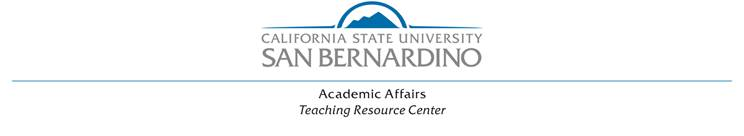 CALIFORNIA STATE UNIVERSITY
SAN BERNARDINO
Academic Affairs
Teaching Resource Center